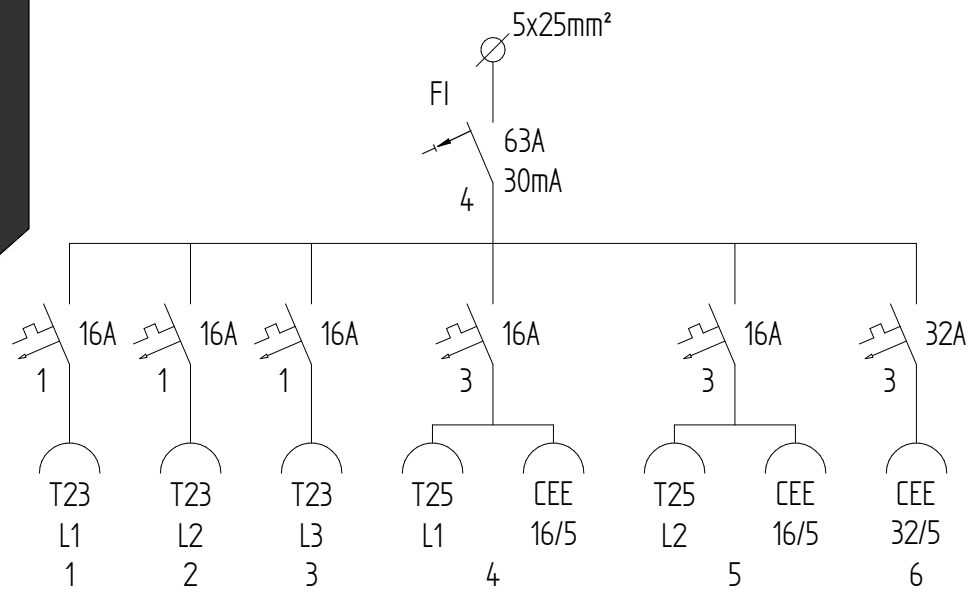 5x25mm²
FI
63A
30mA
4
16A 16A 16A 16A 16A 32A
1 1 1 3 3 3
T23 T23 T23 T25 CEE T25 CEE CEE
L1 L2 L3 L1 16/5 L2 16/5 32/5
1 2 3 4 5 6